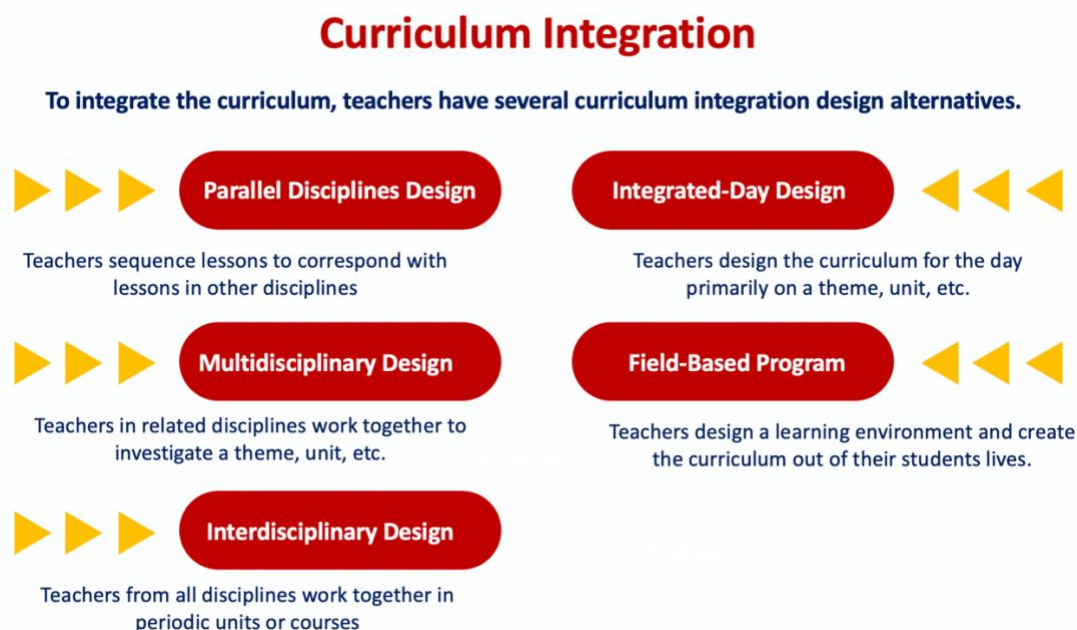 Curriculum Integration
To integrate the curriculum, teachers have several curriculum integration design alternatives.
Parallel Disciplines Design
Teachers sequence lessons to correspond with
lessons in other disciplines
Multidisciplinary Design
Teachers in related disciplines work together to
investigate a theme, unit, etc.
Interdisciplinary Design
Teachers from all disciplines work together in
periodic units or courses
Integrated-Day Design
Teachers design the curriculum for the day
primarily on a theme, unit, etc.
Field-Based Program
Teachers design a learning environment and create
the curriculum out of their students lives.